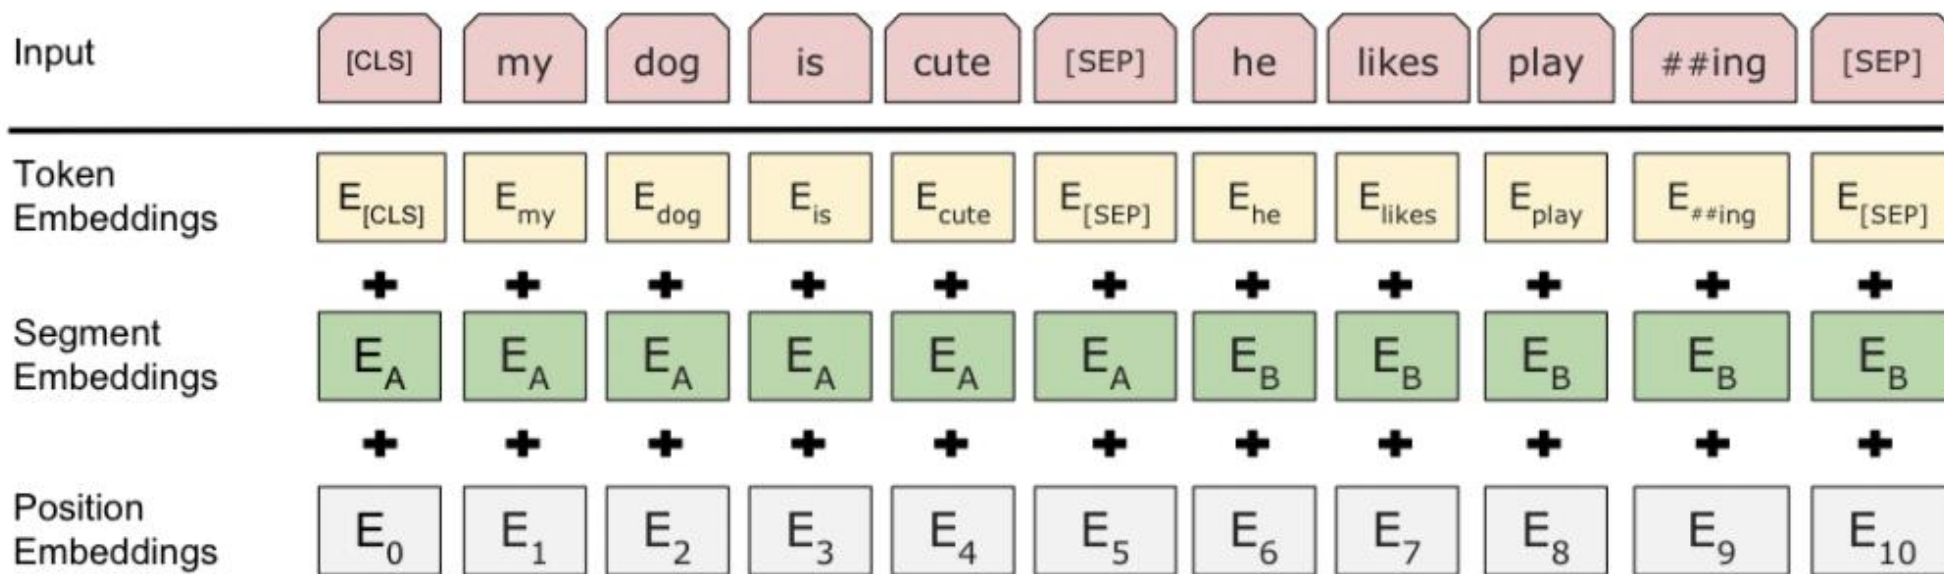 Input [CLS] my dog is cute [SEP] he likes play ##ing [SEP]
Token
Embeddings
E[CLS] Emy Edog Eis Ecute E[SEP] Ehe Elikes Eplay E##ing E[SEP]
+ + + + + + + + + + +
Segment
Embeddings
EA EA EA EA EA EA EB EB EB EB EB
+ + + + + + + + + + +
Position
Embeddings
E0 E1 E2 E3 E4 E5 E6 E7 E8 E9 E10